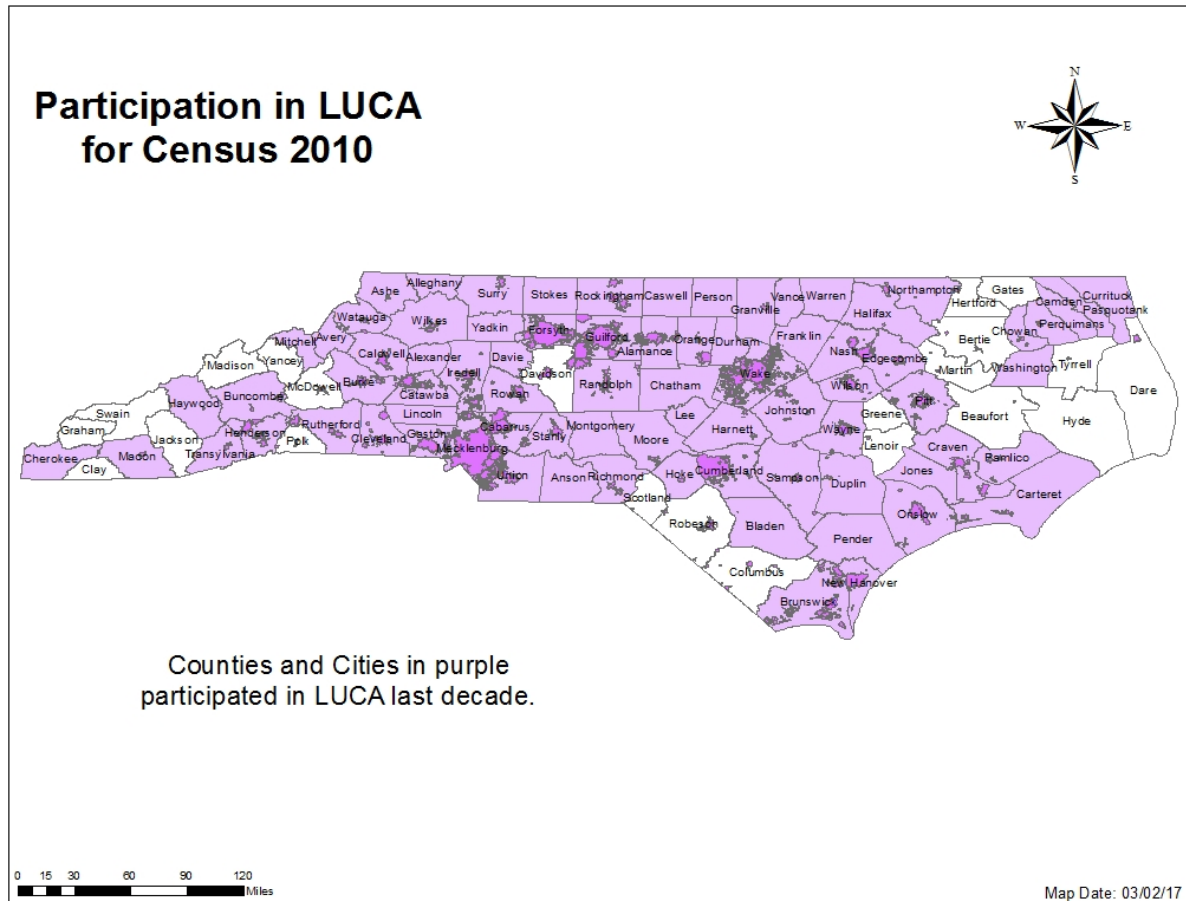 Participation in LUCA
for Census 2010
N
W
E
S
Alleghany
Ashe
Surry
Stokes
Rockingham
Caswell
Person
Granville
Vance
Warren
Northampton
Gates
Hertford
Camden
Currituck
Pasquotank
Perquimans
Chowan
Watauga
Wilkes
Yadkin
Forsyth
Guilford
Alamance
Orange
Durham
Franklin
Halifax
Bertie
Mitchell
Avery
Caldwell
Alexander
Iredell
Davie
Davidson
Randolph
Chatham
Wake
Nash
Edgecombe
Martin
Washington
Tyrrell
Dare
Madison
Yancey
McDowell
Burke
Catawba
Rowan
Wilson
Pitt
Greene
Beaufort
Hyde
Haywood
Buncombe
Lincoln
Lee
Johnston
Swain
Graham
Jackson
Henderson
Polk
Rutherford
Cleveland
Gaston
Mecklenburg
Cabarrus
Stanly
Montgomery
Moore
Harnett
Wayne
Lenoir
Craven
Pamlico
Cherokee
Clay
Macon
Transylvania
Union
Anson
Richmond
Scotland
Hoke
Cumberland
Sampson
Duplin
Jones
Carteret
Onslow
Robeson
Bladen
Pender
Columbus
New Hanover
Brunswick
Counties and Cities in purple
participated in LUCA last decade.
0 15 30 60 90 120
Miles
Map Date: 03/02/17